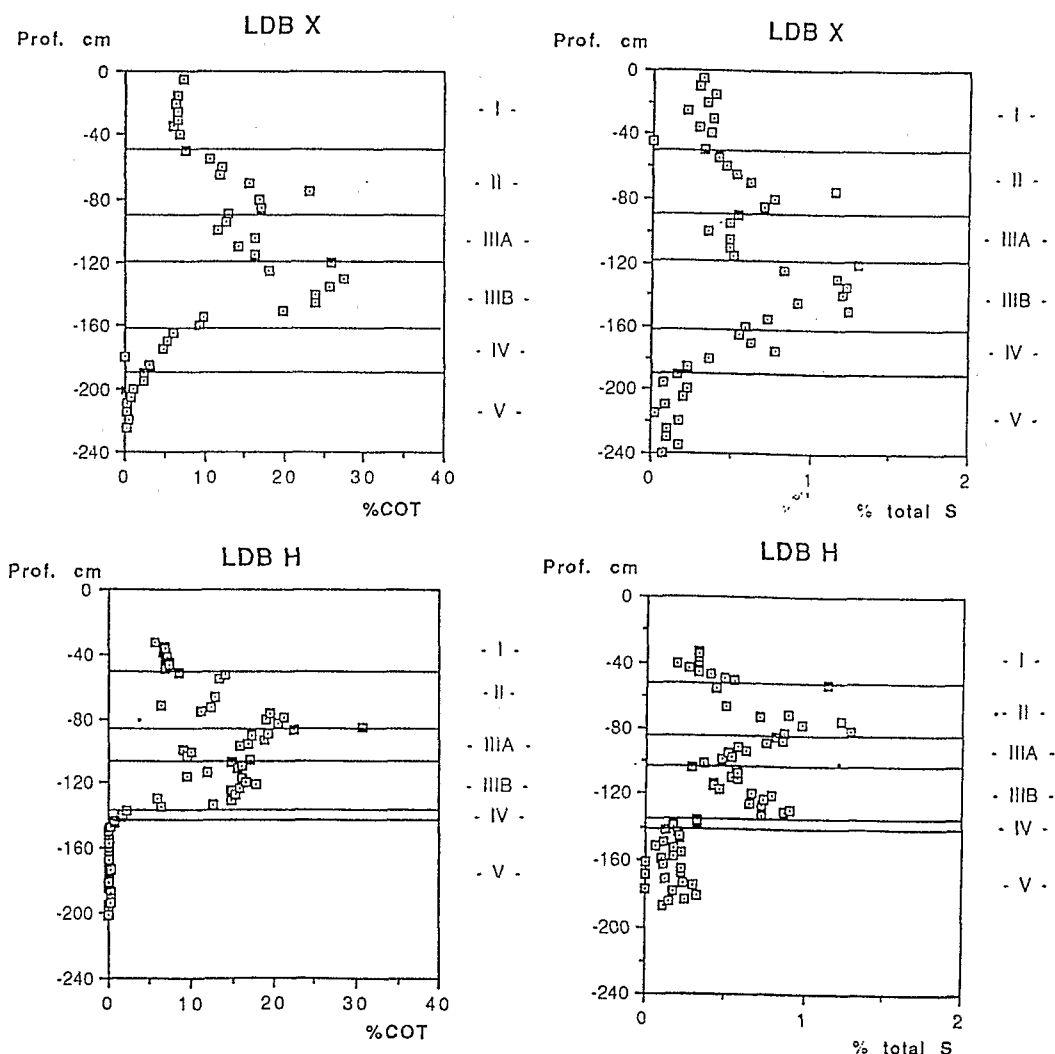 LDB X
Prof. cm
0
-40
-80
-120
-160
-200
-240
0 10 20 30 40
%COT
- I -
- II -
- IIIA -
- IIIB -
- IV -
- V -
LDB X
Prof. cm
0
-40
-80
-120
-160
-200
-240
0 1 2
% total S
- I -
- II -
- IIIA -
- IIIB -
- IV -
- V -
LDB H
Prof. cm
0
-40
-80
-120
-160
-200
-240
0 10 20 30 40
%COT
- I -
- II -
- IIIA -
- IIIB -
- IV -
- V -
LDB H
Prof. cm
0
-40
-80
-120
-160
-200
-240
0 1 2
% total S
- I -
- II -
- IIIA -
- IIIB -
- IV -
- V -